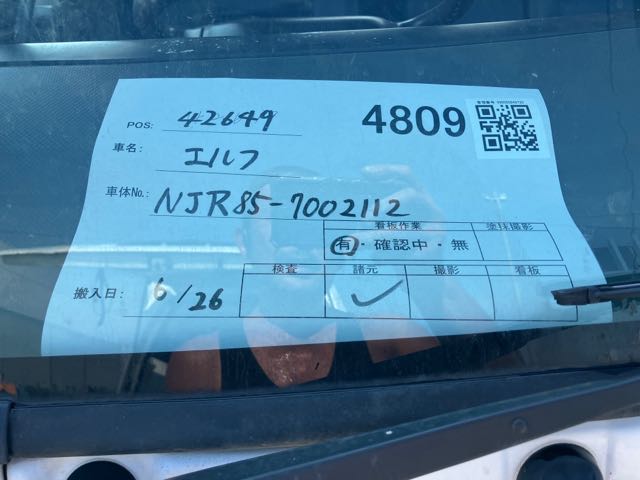 POS: 42649
4809
車名: エルフ
車体No.: NJR85-7002112
看板作業 塗抹撮影
有・確認中・無
検査 諸元 撮影 看板
搬入日: 6/26 ✓